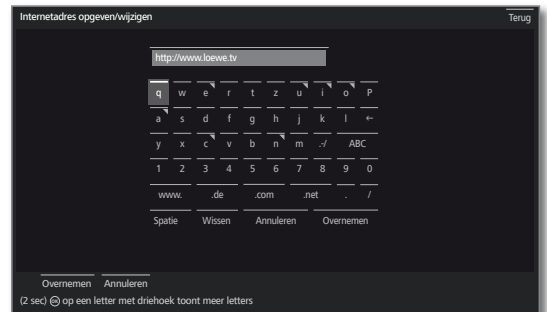 Internetadres opgeven/wijzigen Terug
http://www.loewe.tv
q w e r t z u i o P
a s d f g h j k l ←
y x c v b n m .-/ ABC
1 2 3 4 5 6 7 8 9 0
www. .de .com .net . /
Spatie Wissen Annuleren Overnemen
Overnemen Annuleren
(2 sec) OK op een letter met driehoek toont meer letters